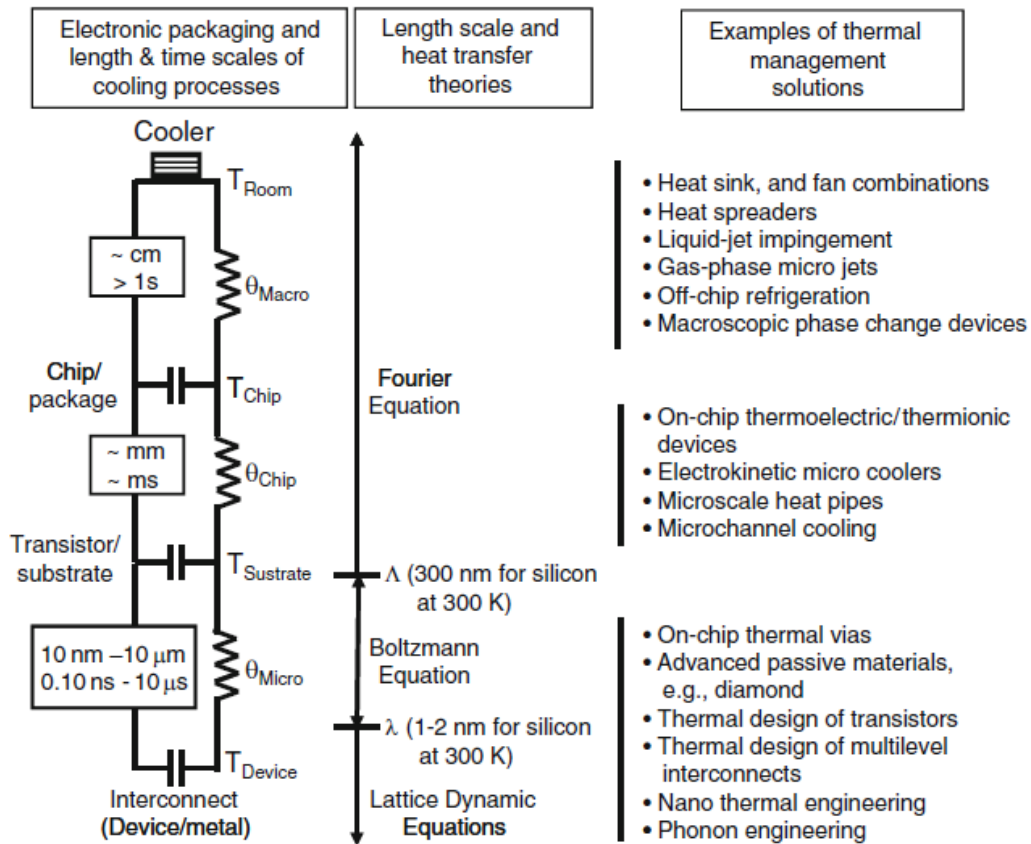 Electronic packaging and
length & time scales of
cooling processes
Length scale and
heat transfer
theories
Examples of thermal
management
solutions
Cooler
T_Room
~ cm
> 1s
θ_Macro
Chip/
package
T_Chip
~ mm
~ ms
θ_Chip
Transistor/
substrate
T_Sustrate
10 nm –10 μm
0.10 ns - 10 μs
θ_Micro
T_Device
Interconnect
(Device/metal)
Fourier
Equation
Λ (300 nm for silicon
at 300 K)
Boltzmann
Equation
λ (1-2 nm for silicon
at 300 K)
Lattice Dynamic
Equations
• Heat sink, and fan combinations
• Heat spreaders
• Liquid-jet impingement
• Gas-phase micro jets
• Off-chip refrigeration
• Macroscopic phase change devices
• On-chip thermoelectric/thermionic
devices
• Electrokinetic micro coolers
• Microscale heat pipes
• Microchannel cooling
• On-chip thermal vias
• Advanced passive materials,
e.g., diamond
• Thermal design of transistors
• Thermal design of multilevel
interconnects
• Nano thermal engineering
• Phonon engineering